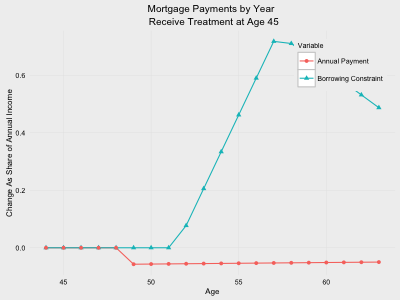 Mortgage Payments by Year
Receive Treatment at Age 45
Variable
Annual Payment
Borrowing Constraint
Change As Share of Annual Income
0.6
0.4
0.2
0.0
45
50
55
60
Age